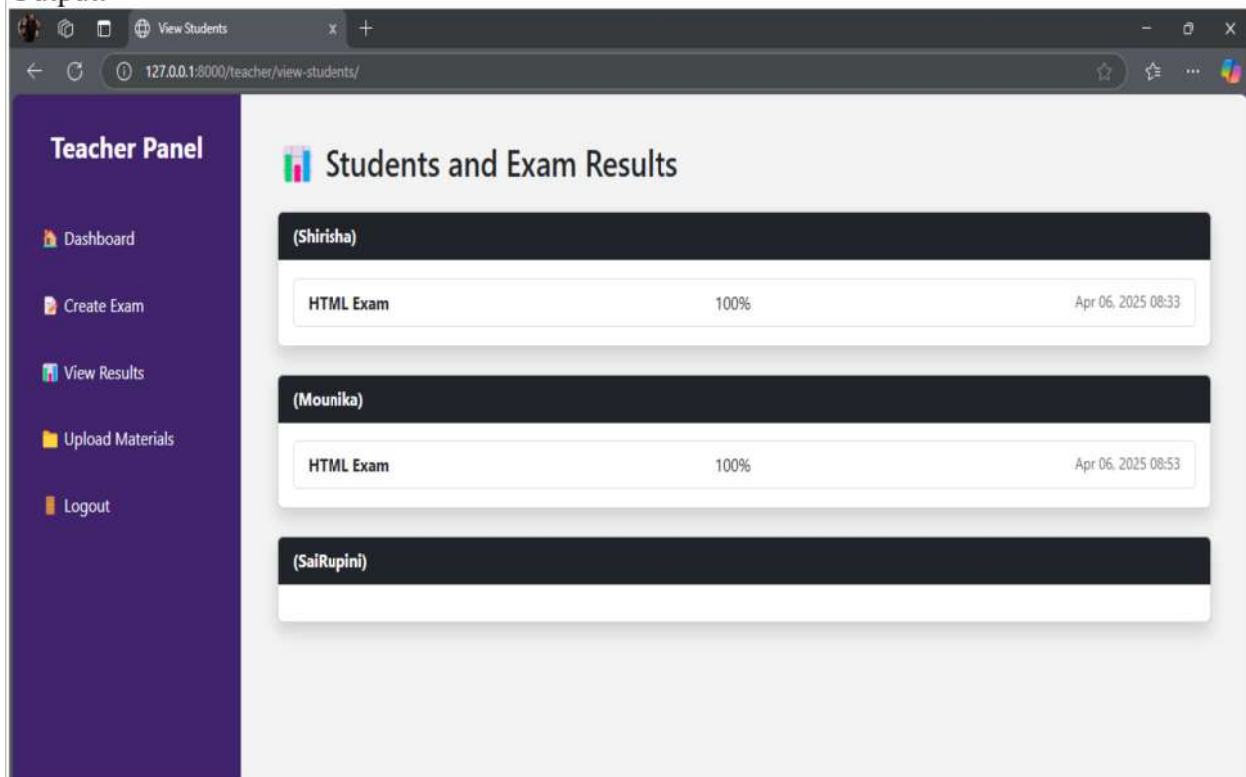 Output:
View Students
127.0.0.1:8000/teacher/view-students/
Teacher Panel
Dashboard
Create Exam
View Results
Upload Materials
Logout
Students and Exam Results
(Shirisha)
HTML Exam 100% Apr 06, 2025 08:33
(Mounika)
HTML Exam 100% Apr 06, 2025 08:53
(SaiRupini)